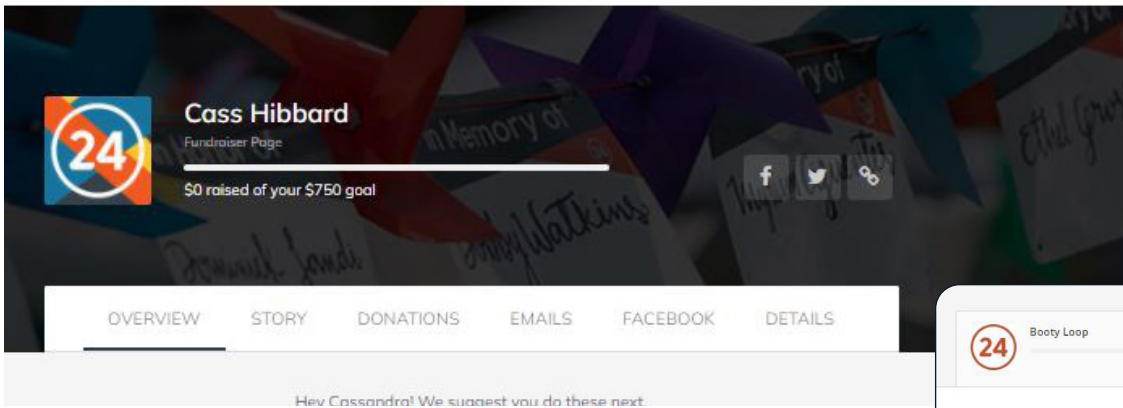 Cass Hibbard
Fundraiser Page
$0 raised of your $750 goal
24
in Memory of
OVERVIEW STORY DONATIONS EMAILS FACEBOOK DETAILS
Hey Cassandra! We suggest you do these next.
24
Booty Loop